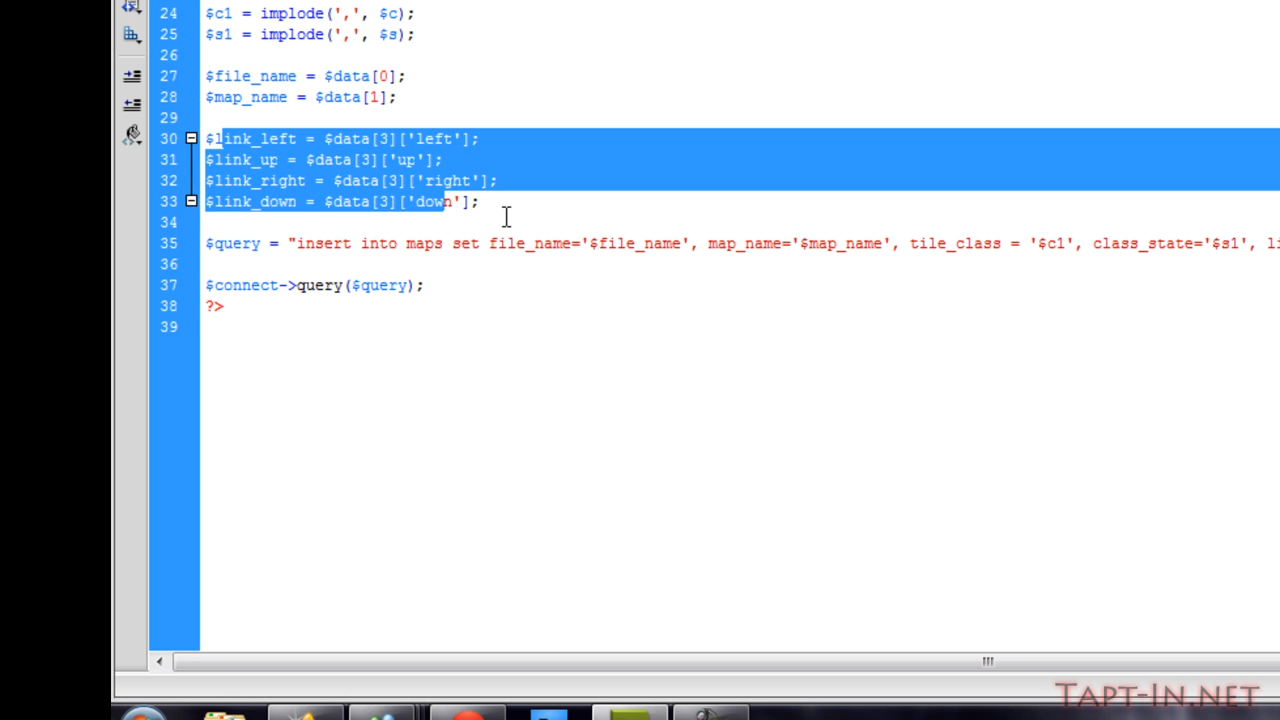 24 $c1 = implode(',', $c);
25 $s1 = implode(',', $s);
26
27 $file_name = $data[0];
28 $map_name = $data[1];
29
30 $link_left = $data[3]['left'];
31 $link_up = $data[3]['up'];
32 $link_right = $data[3]['right'];
33 $link_down = $data[3]['down'];
34
35 $query = "insert into maps set file_name='$file_name', map_name='$map_name', tile_class = '$c1', class_state='$s1', li
36
37 $connect->query($query);
38 ?>
39
Tapt-In.net